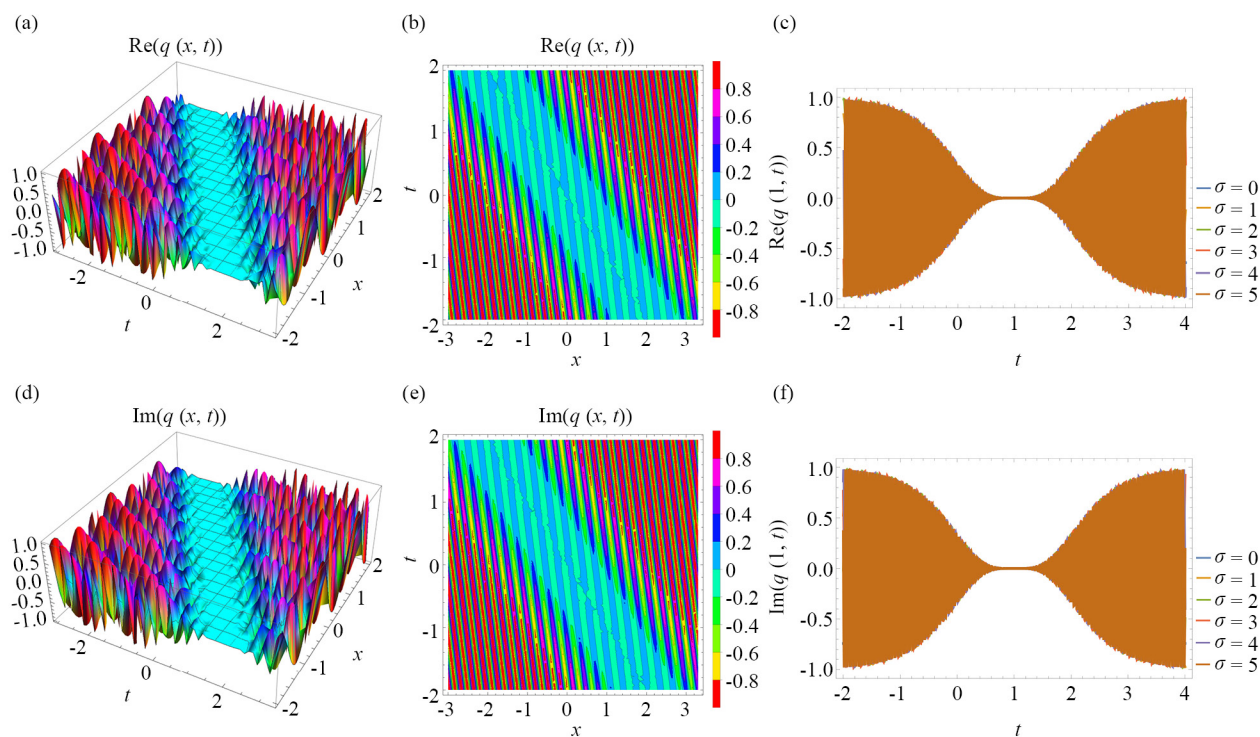 (a)
Re(q (x, t))
1.0
0.5
0.0
-0.5
-1.0
-2
0
2
t
-2
-1
0
1
2
x
(b)
Re(q (x, t))
2
1
0
-1
-2
t
-3 -2 -1 0 1 2 3
x
0.8
0.6
0.4
0.2
0
-0.2
-0.4
-0.6
-0.8
(c)
Re(q (1, t))
1.0
0.5
0.0
-0.5
-1.0
-2 -1 0 1 2 3 4
t
σ = 0
σ = 1
σ = 2
σ = 3
σ = 4
σ = 5
(d)
Im(q (x, t))
1.0
0.5
0.0
-0.5
-1.0
-2
0
2
t
-2
-1
0
1
2
x
(e)
Im(q (x, t))
2
1
0
-1
-2
t
-3 -2 -1 0 1 2 3
x
0.8
0.6
0.4
0.2
0
-0.2
-0.4
-0.6
-0.8
(f)
Im(q (1, t))
1.0
0.5
0.0
-0.5
-1.0
-2 -1 0 1 2 3 4
t
σ = 0
σ = 1
σ = 2
σ = 3
σ = 4
σ = 5